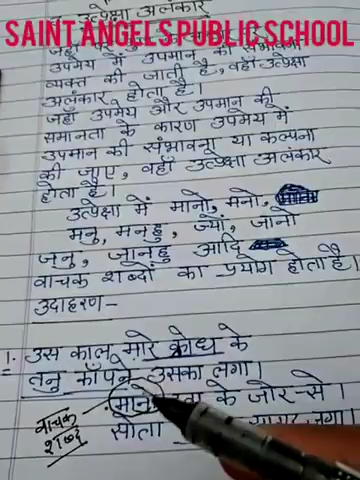 उत्प्रेक्षा अलंकार
SAINT ANGELS PUBLIC SCHOOL
उपमेय में उपमान की संभावना
व्यक्त की जाती है, वहाँ उत्प्रेक्षा
अलंकार होता है।
जहाँ उपमेय और उपमान की
समानता के कारण उपमेय में
उपमान की संभावना या कल्पना
की जाए, वहाँ उत्प्रेक्षा अलंकार
होता है।
उत्प्रेक्षा में मानो, मनो,
मनु, मनहु, ज्यों, जानो
जनु, जानहु आदि
वाचक शब्दों का प्रयोग होता है।
उदाहरण-
1. उस काल मारे क्रोध के
तनु काँपने उसका लगा।
के जोर-से।
वाचक
शब्द
सोता लगा।